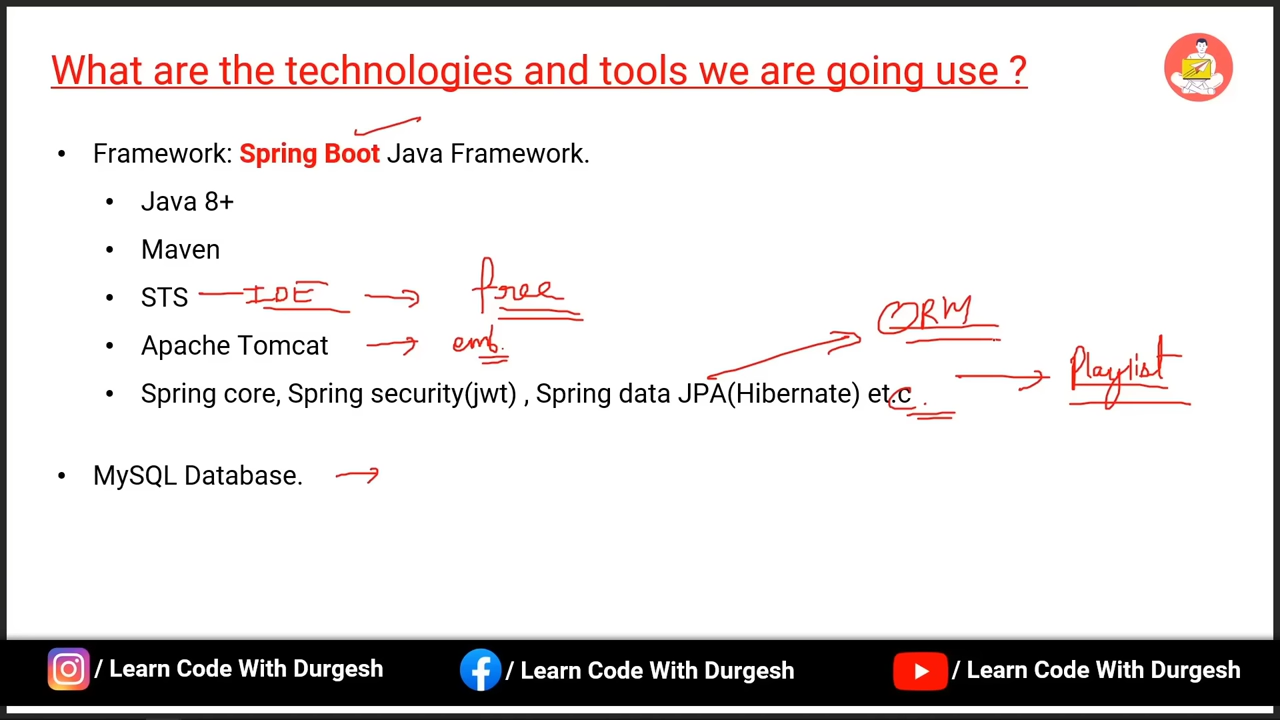 What are the technologies and tools we are going use ?
• Framework: Spring Boot Java Framework.
• Java 8+
• Maven
• STS IDE → free
• Apache Tomcat → emb.
ORM
• Spring core, Spring security(jwt) , Spring data JPA(Hibernate) et.c → Playlist
• MySQL Database. →
/ Learn Code With Durgesh / Learn Code With Durgesh / Learn Code With Durgesh